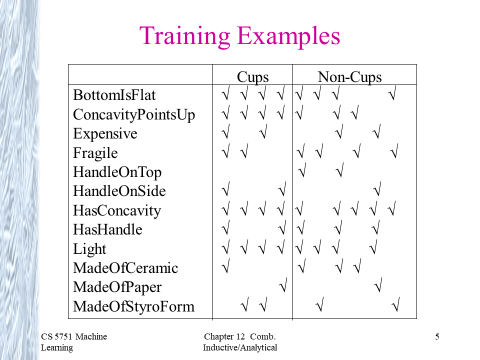 Training Examples
Cups Non-Cups
BottomIsFlat √ √ √ √ √ √ √ √
ConcavityPointsUp √ √ √ √ √ √ √
Expensive √ √ √ √
Fragile √ √ √ √ √ √
HandleOnTop √ √
HandleOnSide √ √ √
HasConcavity √ √ √ √ √ √ √ √ √
HasHandle √ √ √ √ √
Light √ √ √ √ √ √ √ √
MadeOfCeramic √ √ √ √
MadeOfPaper √ √
MadeOfStyroForm √ √ √ √
CS 5751 Machine
Learning
Chapter 12 Comb.
Inductive/Analytical
5